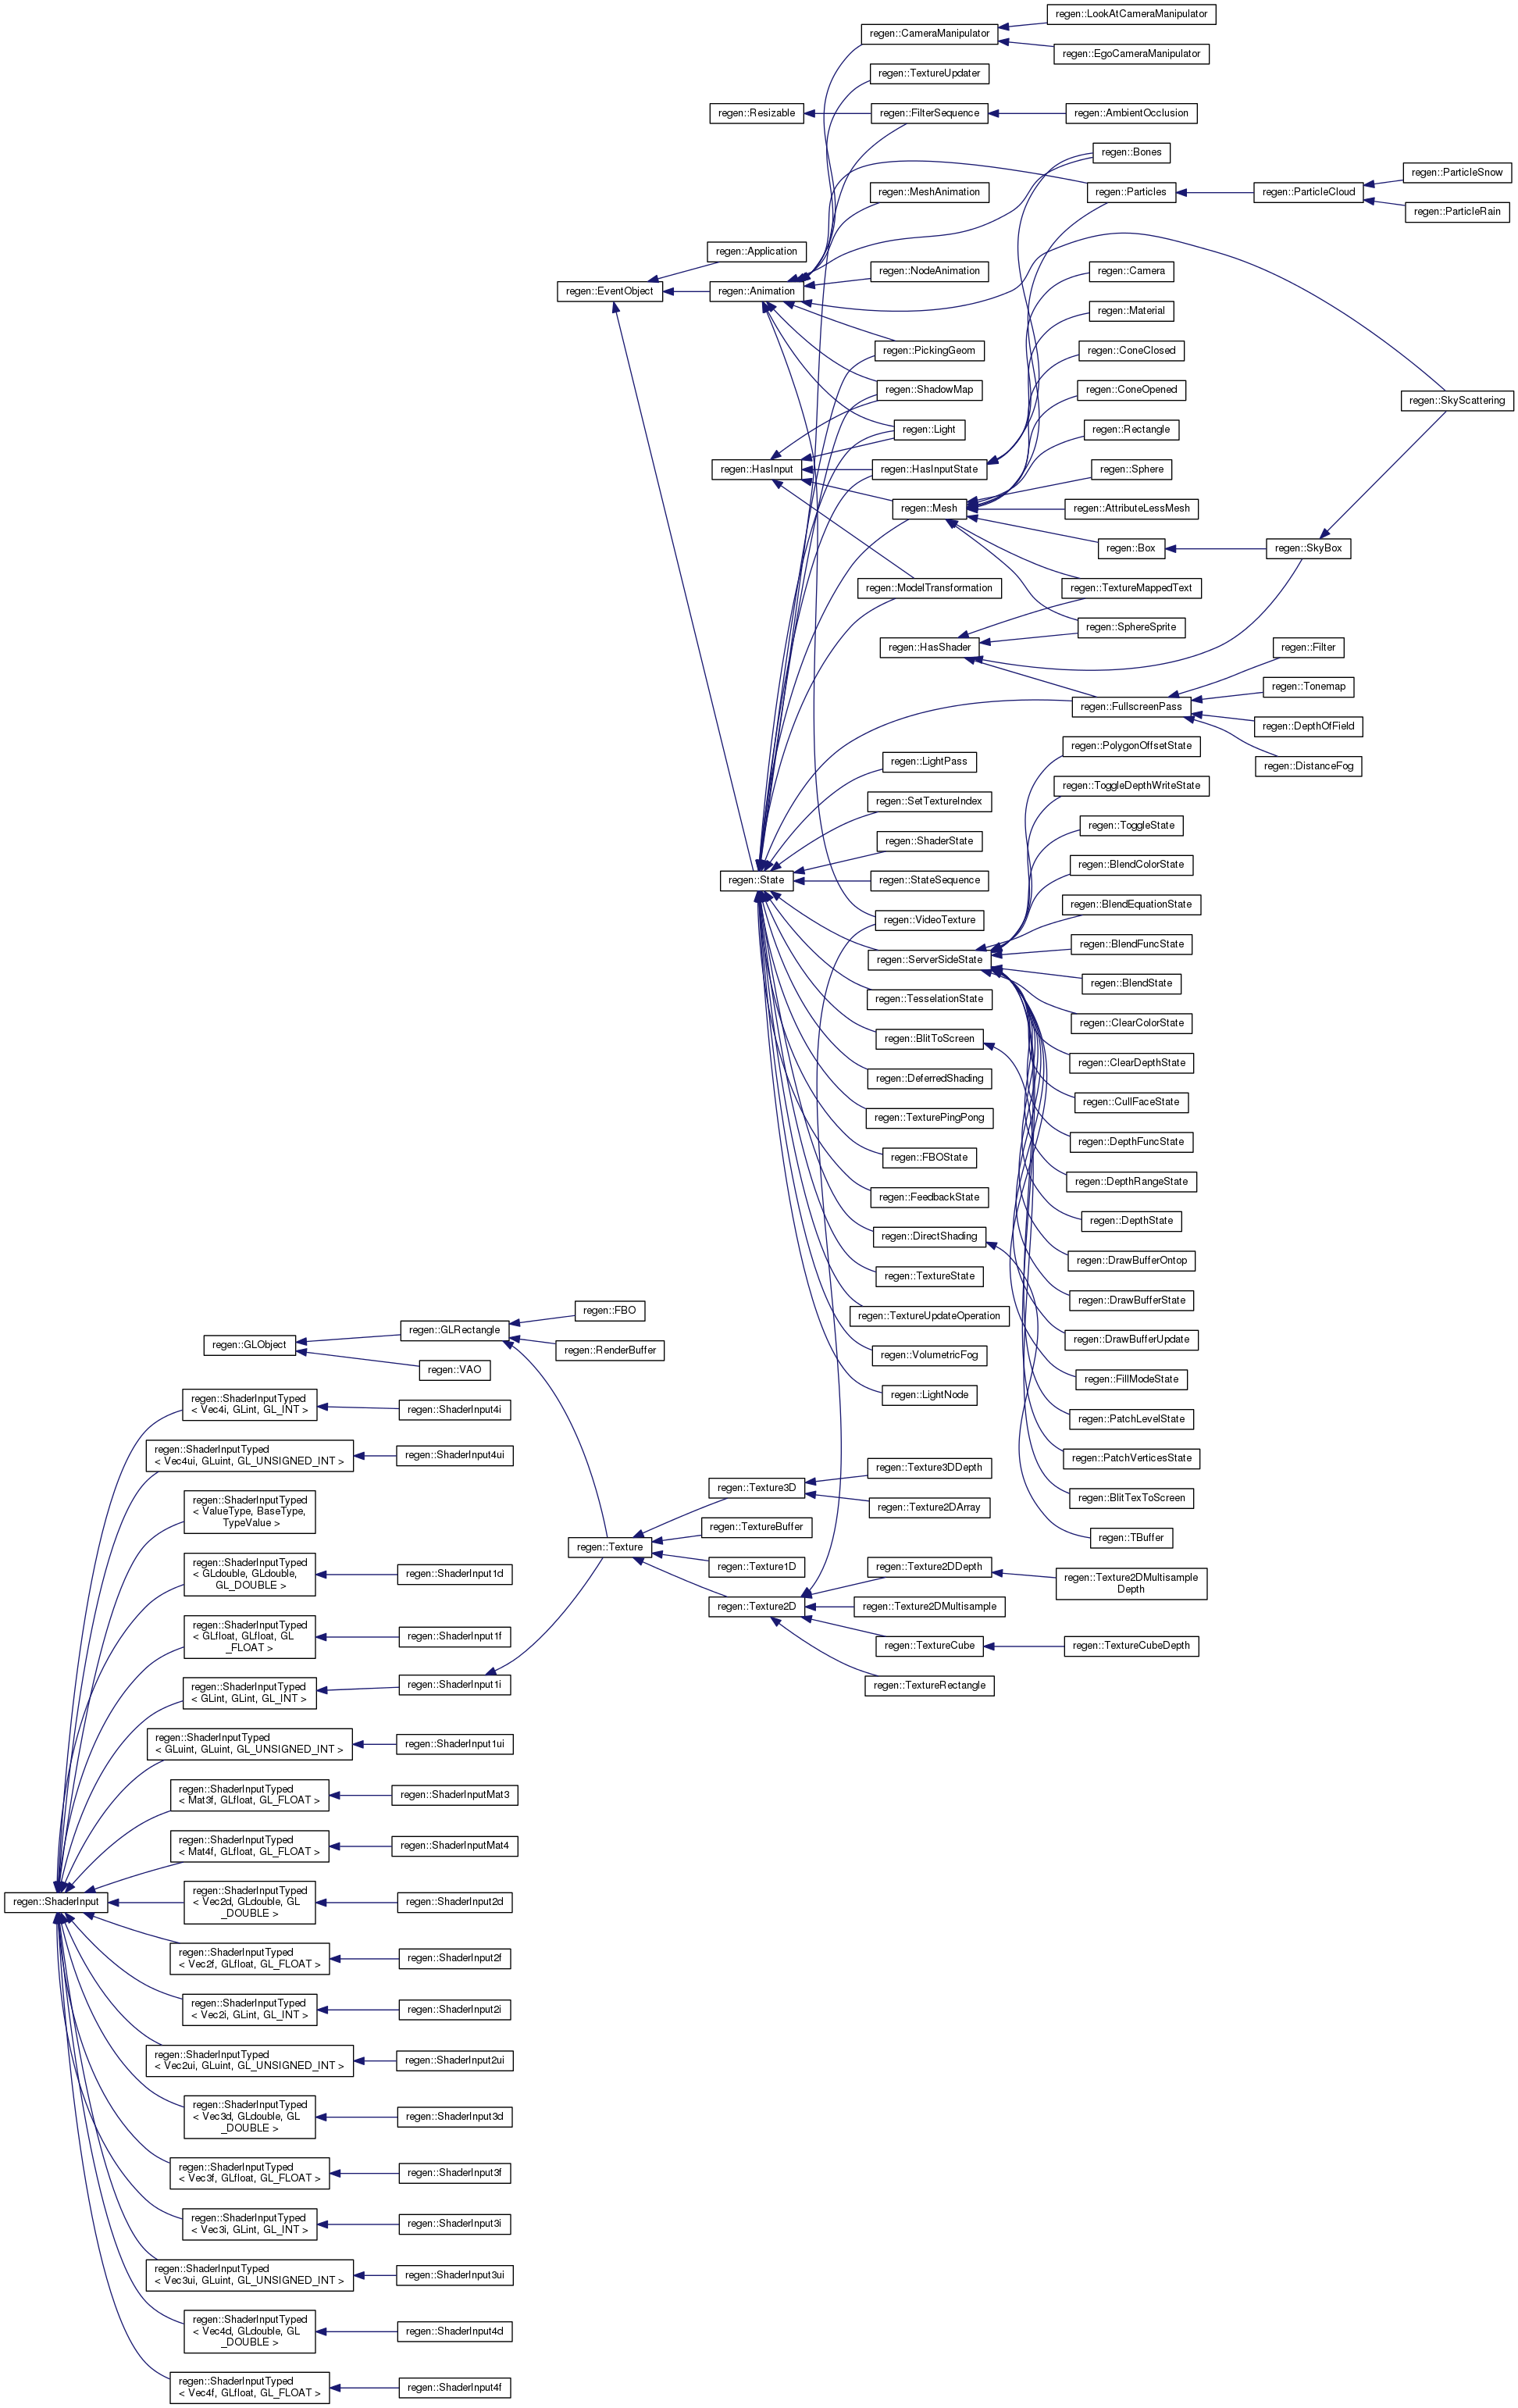 regen::LookAtCameraManipulator
regen::CameraManipulator
regen::EgoCameraManipulator
regen::TextureUpdater
regen::Resizable
regen::FilterSequence
regen::AmbientOcclusion
regen::Bones
regen::MeshAnimation
regen::Particles
regen::ParticleCloud
regen::ParticleSnow
regen::ParticleRain
regen::Application
regen::NodeAnimation
regen::Camera
regen::EventObject
regen::Animation
regen::Material
regen::PickingGeom
regen::ConeClosed
regen::ShadowMap
regen::ConeOpened
regen::SkyScattering
regen::Light
regen::Rectangle
regen::HasInput
regen::HasInputState
regen::Sphere
regen::Mesh
regen::AttributeLessMesh
regen::Box
regen::SkyBox
regen::ModelTransformation
regen::TextureMappedText
regen::SphereSprite
regen::HasShader
regen::Filter
regen::Tonemap
regen::FullscreenPass
regen::DepthOfField
regen::DistanceFog
regen::PolygonOffsetState
regen::LightPass
regen::ToggleDepthWriteState
regen::SetTextureIndex
regen::ToggleState
regen::ShaderState
regen::BlendColorState
regen::State
regen::StateSequence
regen::BlendEquationState
regen::VideoTexture
regen::BlendFuncState
regen::ServerSideState
regen::BlendState
regen::TesselationState
regen::ClearColorState
regen::BlitToScreen
regen::ClearDepthState
regen::DeferredShading
regen::CullFaceState
regen::TexturePingPong
regen::DepthFuncState
regen::FBOState
regen::DepthRangeState
regen::FeedbackState
regen::DepthState
regen::DirectShading
regen::DrawBufferOntop
regen::TextureState
regen::DrawBufferState
regen::TextureUpdateOperation
regen::DrawBufferUpdate
regen::VolumetricFog
regen::FillModeState
regen::LightNode
regen::PatchLevelState
regen::PatchVerticesState
regen::BlitTexToScreen
regen::TBuffer
regen::FBO
regen::GLRectangle
regen::GLObject
regen::RenderBuffer
regen::VAO
regen::ShaderInputTyped
< Vec4i, GLint, GL_INT >
regen::ShaderInput4i
regen::ShaderInputTyped
< Vec4ui, GLuint, GL_UNSIGNED_INT >
regen::ShaderInput4ui
regen::Texture3DDepth
regen::Texture3D
regen::Texture2DArray
regen::ShaderInputTyped
< ValueType, BaseType,
TypeValue >
regen::TextureBuffer
regen::Texture
regen::Texture1D
regen::Texture2DDepth
regen::Texture2DMultisample
Depth
regen::ShaderInputTyped
< GLdouble, GLdouble,
GL_DOUBLE >
regen::ShaderInput1d
regen::Texture2D
regen::Texture2DMultisample
regen::ShaderInputTyped
< GLfloat, GLfloat, GL
_FLOAT >
regen::ShaderInput1f
regen::TextureCube
regen::TextureCubeDepth
regen::TextureRectangle
regen::ShaderInputTyped
< GLint, GLint, GL_INT >
regen::ShaderInput1i
regen::ShaderInputTyped
< GLuint, GLuint, GL_UNSIGNED_INT >
regen::ShaderInput1ui
regen::ShaderInputTyped
< Mat3f, GLfloat, GL_FLOAT >
regen::ShaderInputMat3
regen::ShaderInputTyped
< Mat4f, GLfloat, GL_FLOAT >
regen::ShaderInputMat4
regen::ShaderInput
regen::ShaderInputTyped
< Vec2d, GLdouble, GL
_DOUBLE >
regen::ShaderInput2d
regen::ShaderInputTyped
< Vec2f, GLfloat, GL_FLOAT >
regen::ShaderInput2f
regen::ShaderInputTyped
< Vec2i, GLint, GL_INT >
regen::ShaderInput2i
regen::ShaderInputTyped
< Vec2ui, GLuint, GL_UNSIGNED_INT >
regen::ShaderInput2ui
regen::ShaderInputTyped
< Vec3d, GLdouble, GL
_DOUBLE >
regen::ShaderInput3d
regen::ShaderInputTyped
< Vec3f, GLfloat, GL_FLOAT >
regen::ShaderInput3f
regen::ShaderInputTyped
< Vec3i, GLint, GL_INT >
regen::ShaderInput3i
regen::ShaderInputTyped
< Vec3ui, GLuint, GL_UNSIGNED_INT >
regen::ShaderInput3ui
regen::ShaderInputTyped
< Vec4d, GLdouble, GL
_DOUBLE >
regen::ShaderInput4d
regen::ShaderInputTyped
< Vec4f, GLfloat, GL_FLOAT >
regen::ShaderInput4f